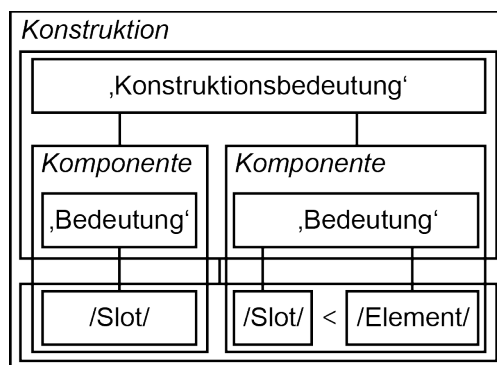 Konstruktion
‚Konstruktionsbedeutung‘
Komponente Komponente
‚Bedeutung‘ ‚Bedeutung‘
/Slot/ /Slot/ < /Element/